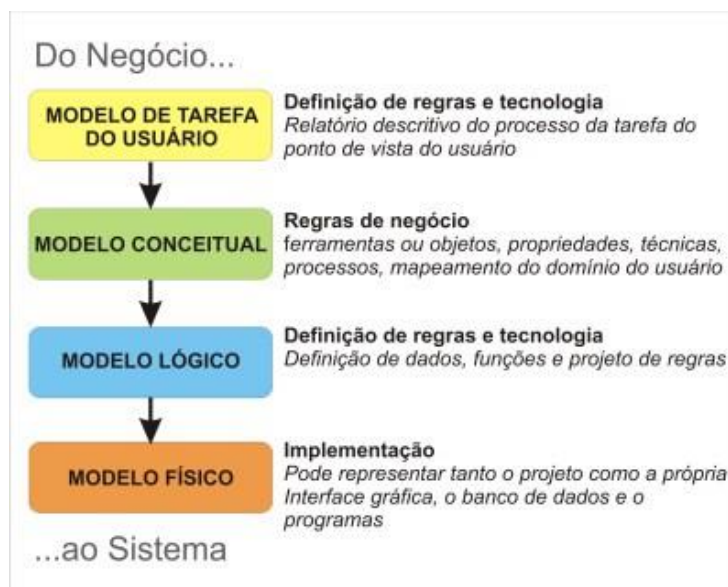 Do Negócio...
MODELO DE TAREFA
DO USUÁRIO
Definição de regras e tecnologia
Relatório descritivo do processo da tarefa do
ponto de vista do usuário
MODELO CONCEITUAL
Regras de negócio
ferramentas ou objetos, propriedades, técnicas,
processos, mapeamento do domínio do usuário
MODELO LÓGICO
Definição de regras e tecnologia
Definição de dados, funções e projeto de regras
MODELO FÍSICO
Implementação
Pode representar tanto o projeto como a própria
Interface gráfica, o banco de dados e o
programas
...ao Sistema